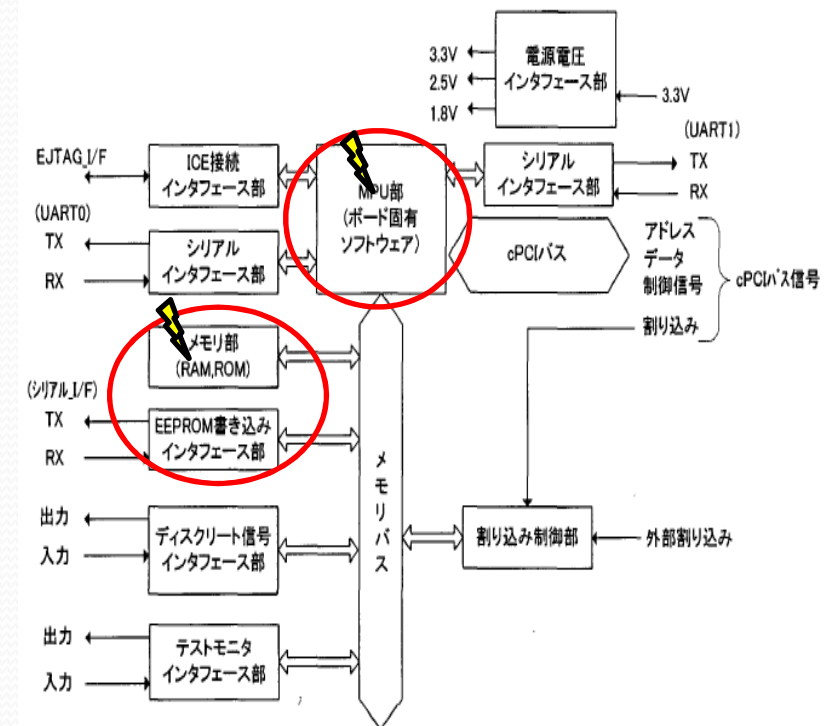 3.3V
2.5V
1.8V
電源電圧
インタフェース部
3.3V
(UART1)
EJTAG_I/F
ICE接続
インタフェース部
MPU部
(ボード固有
ソフトウェア)
シリアル
インタフェース部
TX
RX
(UART0)
TX
RX
シリアル
インタフェース部
cPCIバス
アドレス
データ
制御信号
割り込み
cPCIバス信号
メモリ部
(RAM,ROM)
(シリアル_I/F)
TX
RX
EEPROM書き込み
インタフェース部
メモリバス
出力
入力
ディスクリート信号
インタフェース部
割り込み制御部
外部割り込み
出力
入力
テストモニタ
インタフェース部